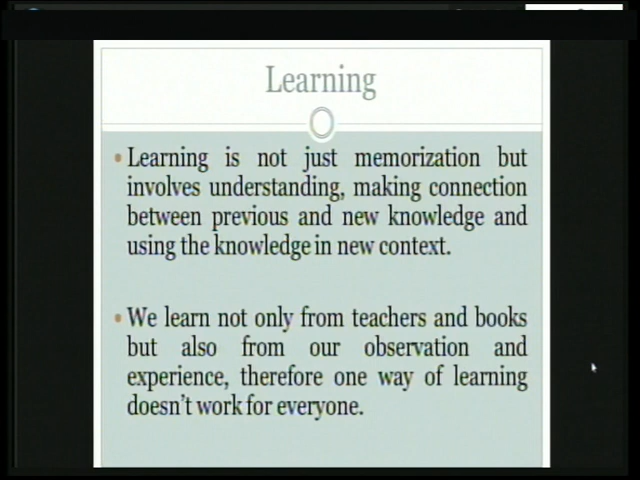 Learning
• Learning is not just memorization but
involves understanding, making connection
between previous and new knowledge and
using the knowledge in new context.
• We learn not only from teachers and books
but also from our observation and
experience, therefore one way of learning
doesn't work for everyone.